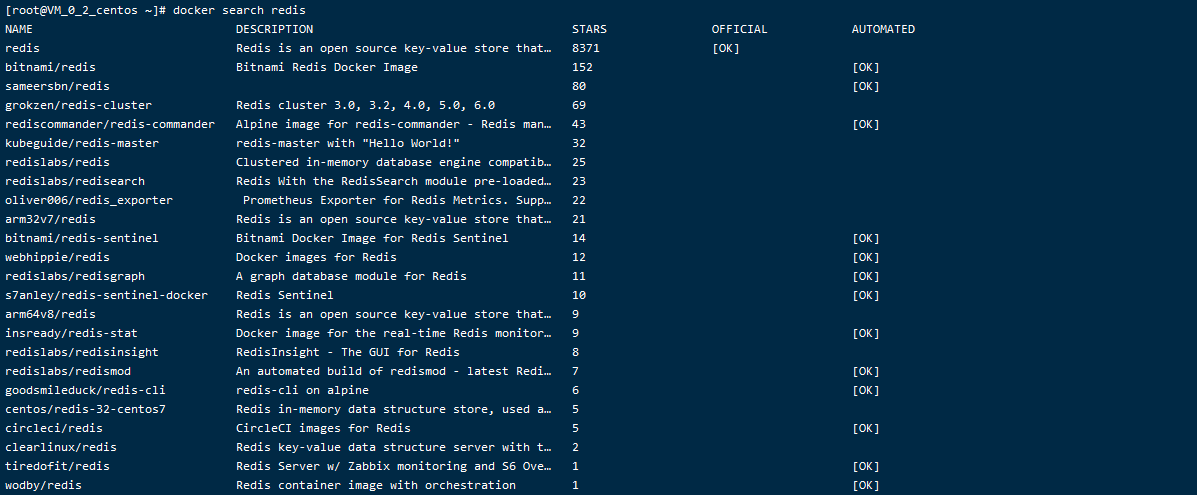 [root@VM_0_2_centos ~]# docker search redis
NAME DESCRIPTION STARS OFFICIAL AUTOMATED
redis Redis is an open source key-value store that… 8371 [OK]
bitnami/redis Bitnami Redis Docker Image 152 [OK]
sameersbn/redis 80 [OK]
grokzen/redis-cluster Redis cluster 3.0, 3.2, 4.0, 5.0, 6.0 69
rediscommander/redis-commander Alpine image for redis-commander - Redis man… 43 [OK]
kubeguide/redis-master redis-master with "Hello World!" 32
redislabs/redis Clustered in-memory database engine compatib… 25
redislabs/redisearch Redis With the RedisSearch module pre-loaded… 23
oliver006/redis_exporter Prometheus Exporter for Redis Metrics. Supp… 22
arm32v7/redis Redis is an open source key-value store that… 21
bitnami/redis-sentinel Bitnami Docker Image for Redis Sentinel 14 [OK]
webhippie/redis Docker images for Redis 12 [OK]
redislabs/redisgraph A graph database module for Redis 11 [OK]
s7anley/redis-sentinel-docker Redis Sentinel 10 [OK]
arm64v8/redis Redis is an open source key-value store that… 9
insready/redis-stat Docker image for the real-time Redis monitor… 9 [OK]
redislabs/redisinsight RedisInsight - The GUI for Redis 8
redislabs/redismod An automated build of redismod - latest Redi… 7 [OK]
goodsmileduck/redis-cli redis-cli on alpine 6 [OK]
centos/redis-32-centos7 Redis in-memory data structure store, used a… 5
circleci/redis CircleCI images for Redis 5 [OK]
clearlinux/redis Redis key-value data structure server with t… 2
tiredofit/redis Redis Server w/ Zabbix monitoring and S6 Ove… 1 [OK]
wodby/redis Redis container image with orchestration 1 [OK]